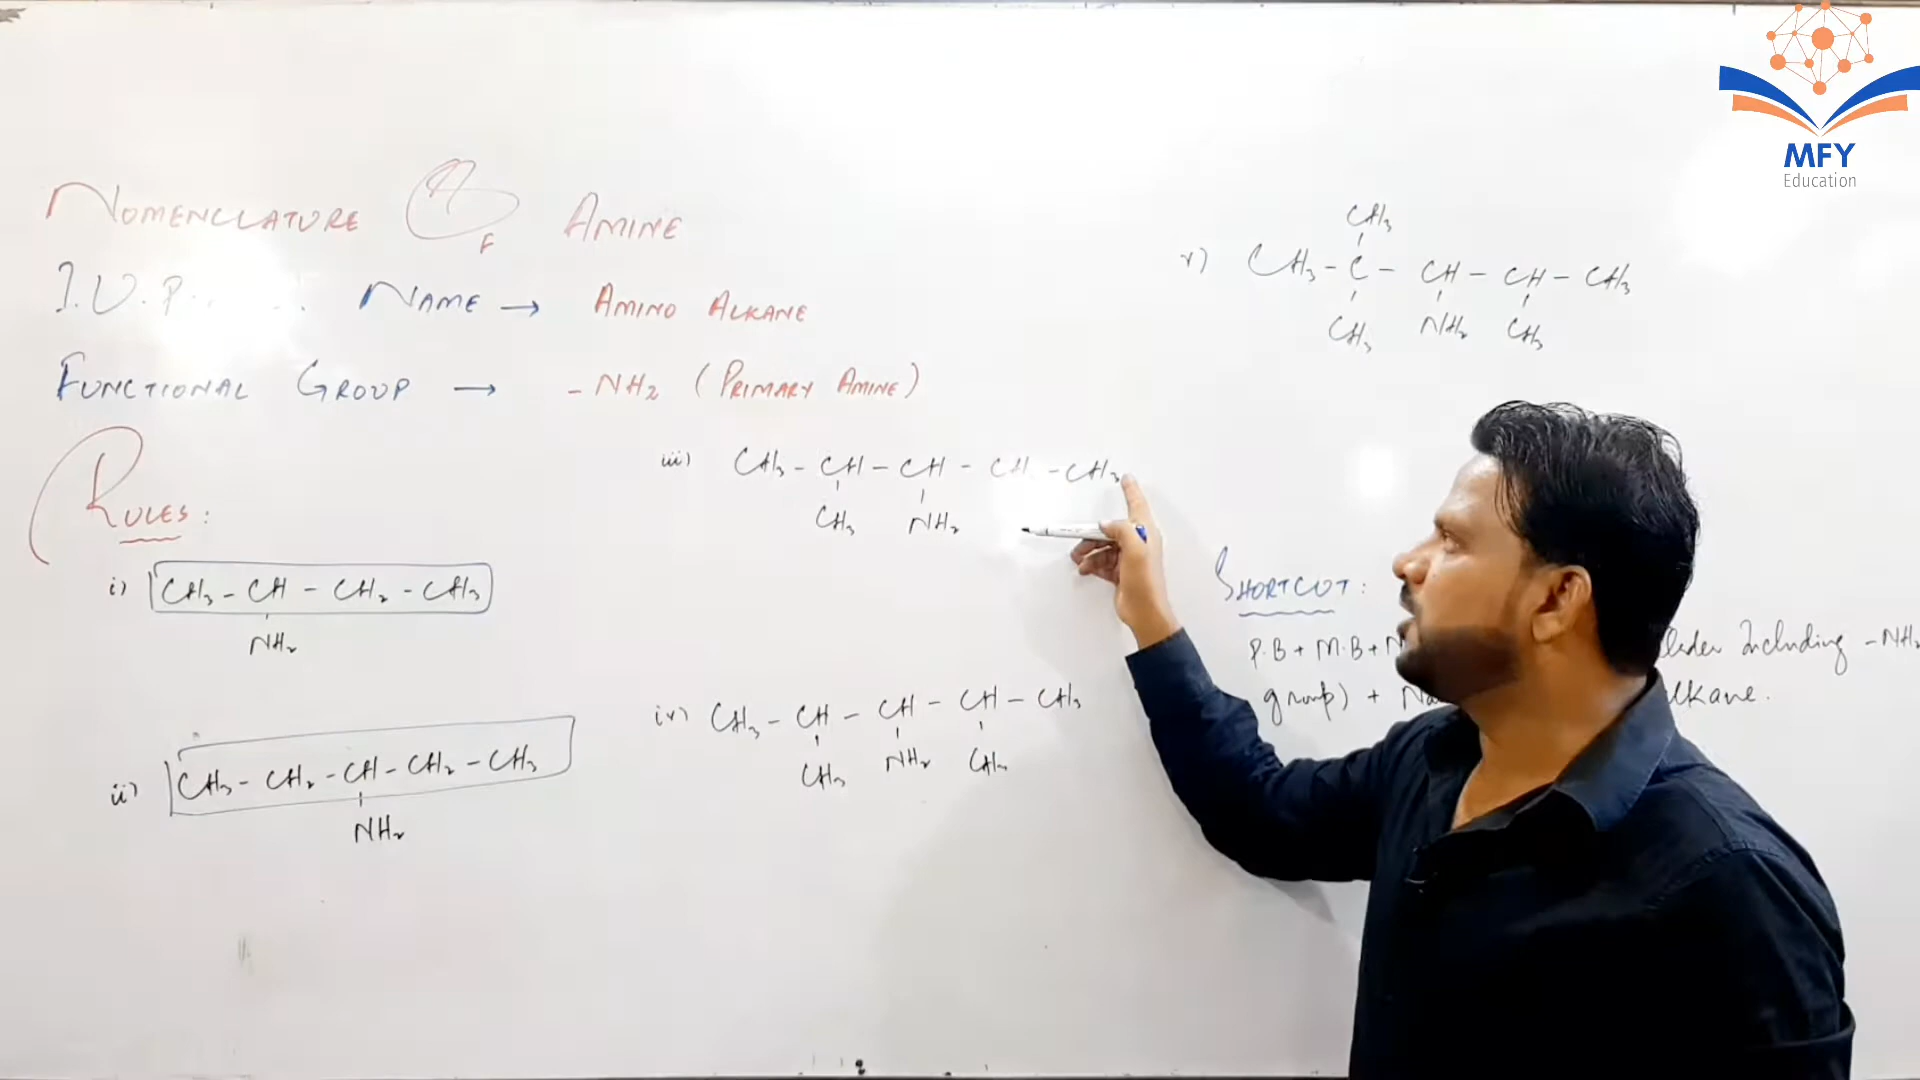 MFY
Education
NOMENCLATURE OF AMINE
I.U.P. NAME → AMINO ALKANE
FUNCTIONAL GROUP → -NH2 (PRIMARY AMINE)
RULES:
i) CH3 - CH - CH2 - CH3
NH2
ii) CH3 - CH2 - CH - CH2 - CH3
NH2
iii) CH3 - CH - CH - CH - CH3
CH3 NH2
iv) CH3 - CH - CH - CH - CH3
CH3 NH2 CH3
CH3
v) CH3 - C - CH - CH - CH3
CH3 NH2 CH3
SHORTCUT:
P.B + M.B + Including -NH2
group) + lkane.